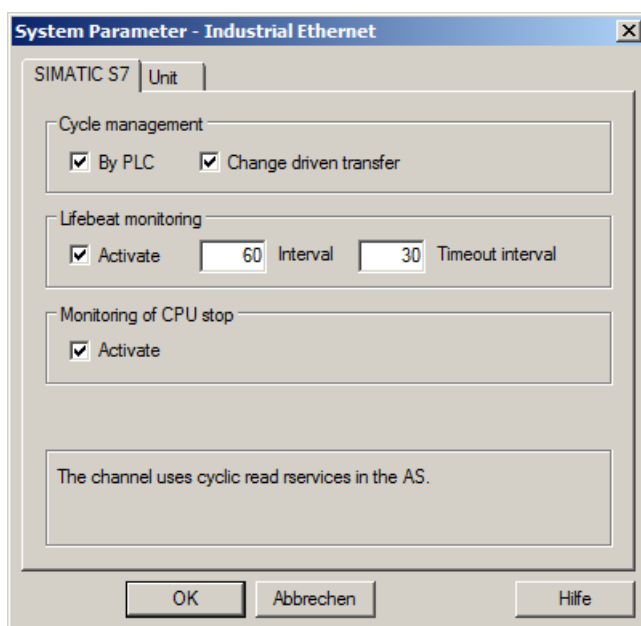 System Parameter - Industrial Ethernet
SIMATIC S7 Unit
Cycle management
By PLC Change driven transfer
Lifebeat monitoring
Activate 60 Interval 30 Timeout interval
Monitoring of CPU stop
Activate
The channel uses cyclic read rservices in the AS.
OK Abbrechen Hilfe